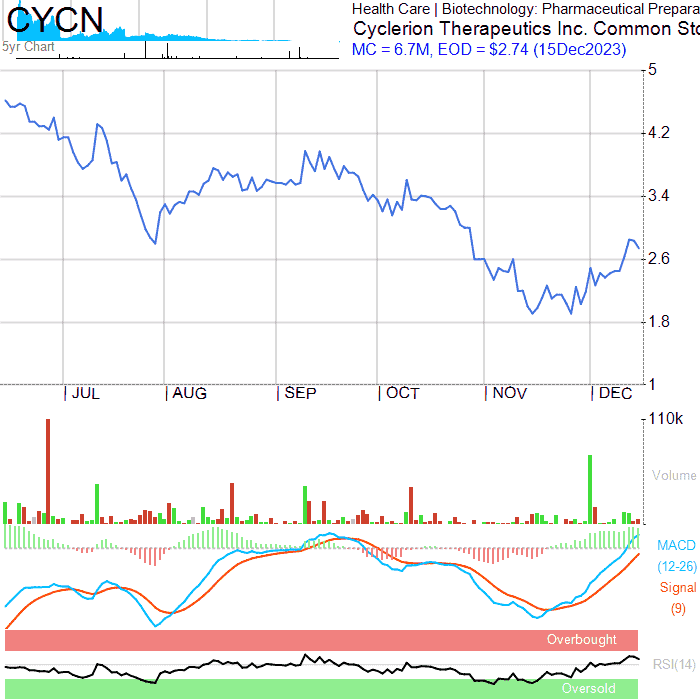 CYCN
5yr Chart
Health Care | Biotechnology: Pharmaceutical Prepara
Cyclerion Therapeutics Inc. Common Sto
MC = 6.7M, EOD = $2.74 (15Dec2023)
5
4.2
3.4
2.6
1.8
1
JUL AUG SEP OCT NOV DEC
110k
Volume
MACD
(12-26)
Signal
(9)
Overbought
RSI(14)
Oversold